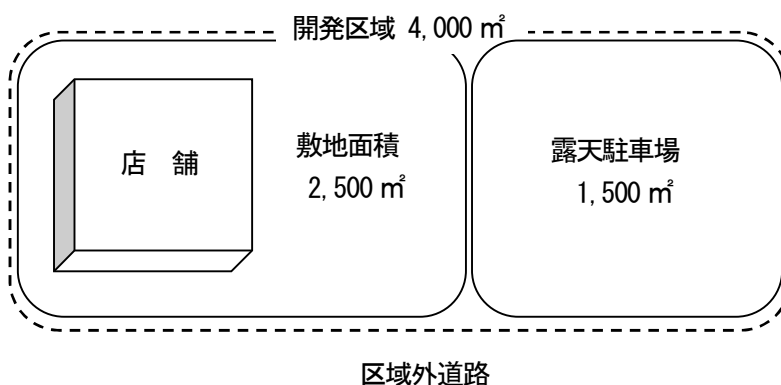 開発区域 4,000 ㎡
店 舗
敷地面積
2,500 ㎡
露天駐車場
1,500 ㎡
区域外道路